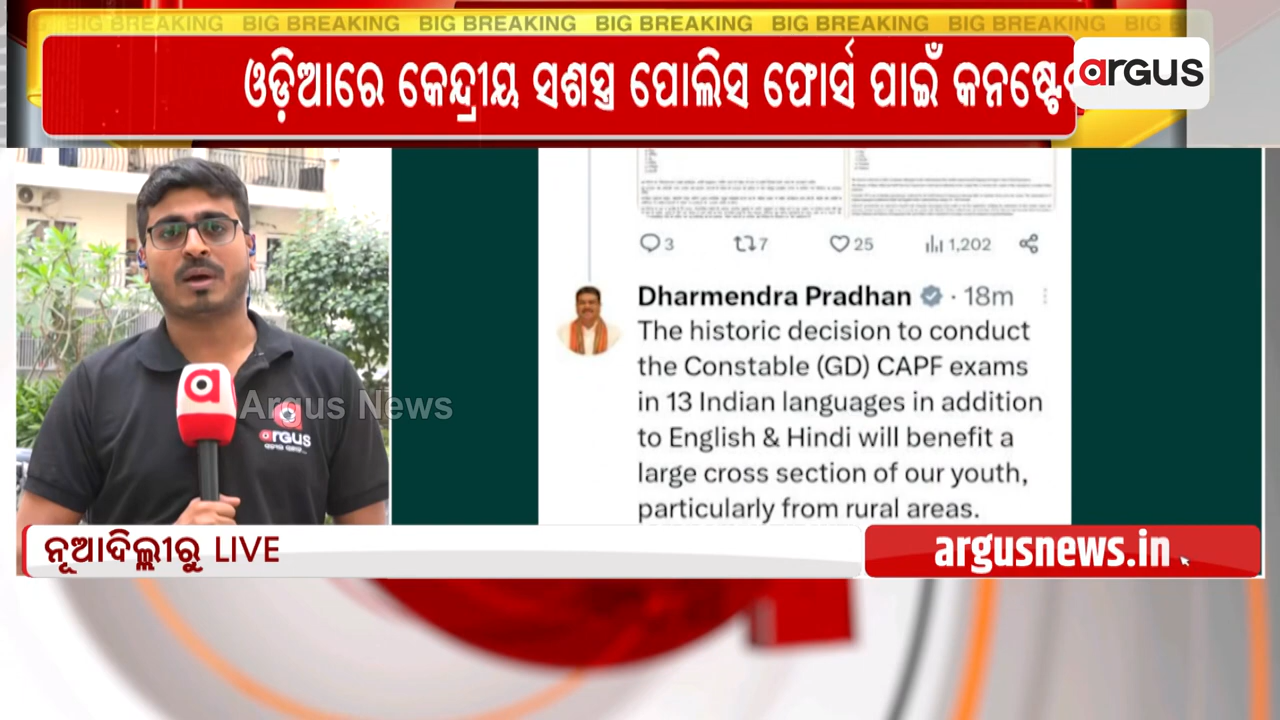 BIG BREAKING BIG BREAKING BIG BREAKING BIG BREAKING BIG BREAKING BIG
ଓଡ଼ିଆରେ କେନ୍ଦ୍ରୀୟ ସଶସ୍ତ୍ର ପୋଲିସ ଫୋର୍ସ ପାଇଁ
argus
3 7 25 1,202
Dharmendra Pradhan · 18m
The historic decision to conduct
the Constable (GD) CAPF exams
in 13 Indian languages in addition
to English & Hindi will benefit a
large cross section of our youth,
particularly from rural areas.
Argus News
argus
ନୂଆଦିଲ୍ଲୀରୁ LIVE
argusnews.in